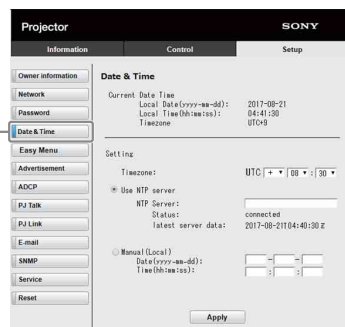 Projector
SONY
Information Control Setup
Owner information
Network
Password
Date & Time
Easy Menu
Advertisement
ADCP
PJ Talk
PJ Link
E-mail
SNMP
Service
Reset
Date & Time
Current Date Time
Local Date(yyyy-mm-dd): 2017-08-21
Local Time(hh:mm:ss): 04:41:30
Timezone UTC+9
Setting
Timezone: UTC + ▼ 08 ▼ : 30 ▼
Use NTP server
NTP Server:
Status: connected
latest server data: 2017-08-21T04:40:30 Z
Manual(Local)
Date(yyyy-mm-dd): - -
Time(hh:mm:ss): : :
Apply